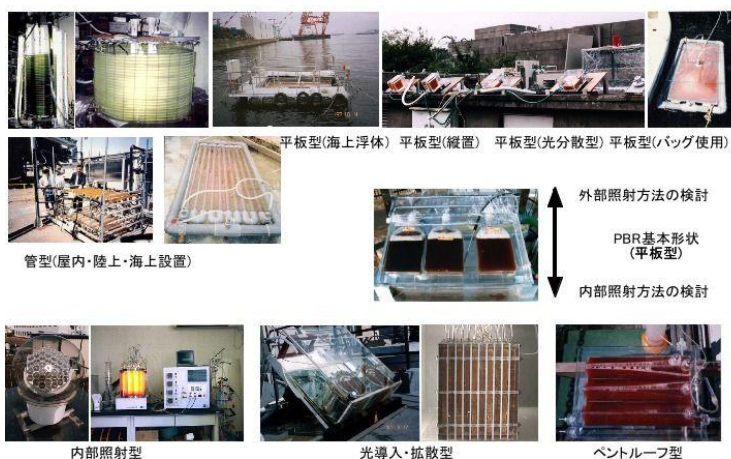 平板型(海上浮体) 平板型(縦置) 平板型(光分散型) 平板型(バッグ使用)
管型(屋内・陸上・海上設置)
外部照射方法の検討
PBR基本形状
(平板型)
内部照射方法の検討
内部照射型
光導入・拡散型
ペントルーフ型